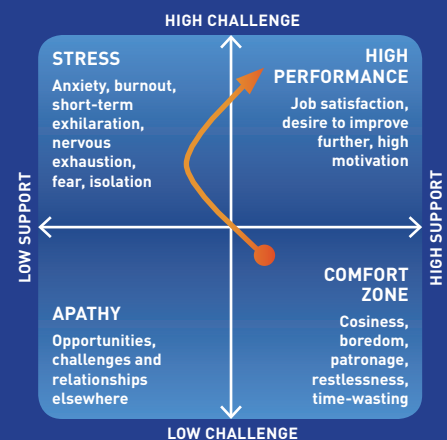 HIGH CHALLENGE
STRESS
Anxiety, burnout,
short-term
exhilaration,
nervous
exhaustion,
fear, isolation
HIGH
PERFORMANCE
Job satisfaction,
desire to improve
further, high
motivation
LOW SUPPORT
HIGH SUPPORT
APATHY
Opportunities,
challenges and
relationships
elsewhere
COMFORT
ZONE
Cosiness,
boredom,
patronage,
restlessness,
time-wasting
LOW CHALLENGE